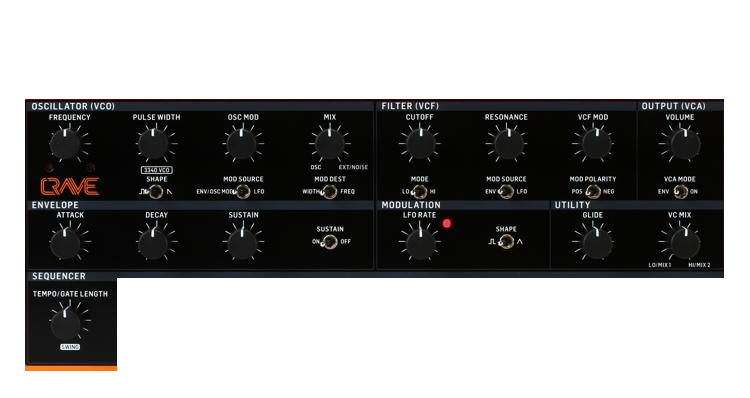 OSCILLATOR (VCO)
FILTER (VCF)
OUTPUT (VCA)
FREQUENCY
PULSE WIDTH
OSC MOD
MIX
CUTOFF
RESONANCE
VCF MOD
VOLUME
OSC
EXT/NOISE
3340 VCO
CRAVE
SHAPE
MOD SOURCE
MOD DEST
MODE
MOD SOURCE
MOD POLARITY
VCA MODE
ENV/OSC MOD
LFO
WIDTH
FREQ
LO
HI
ENV
LFO
POS
NEG
ENV
ON
ENVELOPE
MODULATION
UTILITY
ATTACK
DECAY
SUSTAIN
LFO RATE
GLIDE
VC MIX
SUSTAIN
ON
OFF
SHAPE
LO/MIX 1
HI/MIX 2
SEQUENCER
TEMPO/GATE LENGTH
SWING